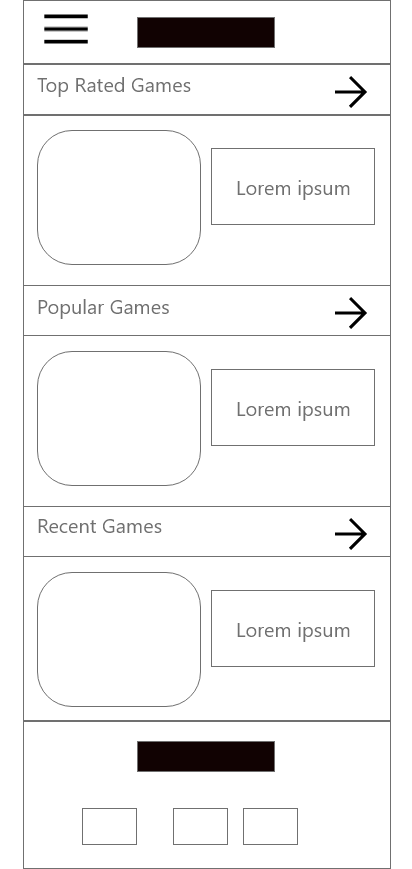 Top Rated Games
Lorem ipsum
Popular Games
Lorem ipsum
Recent Games
Lorem ipsum